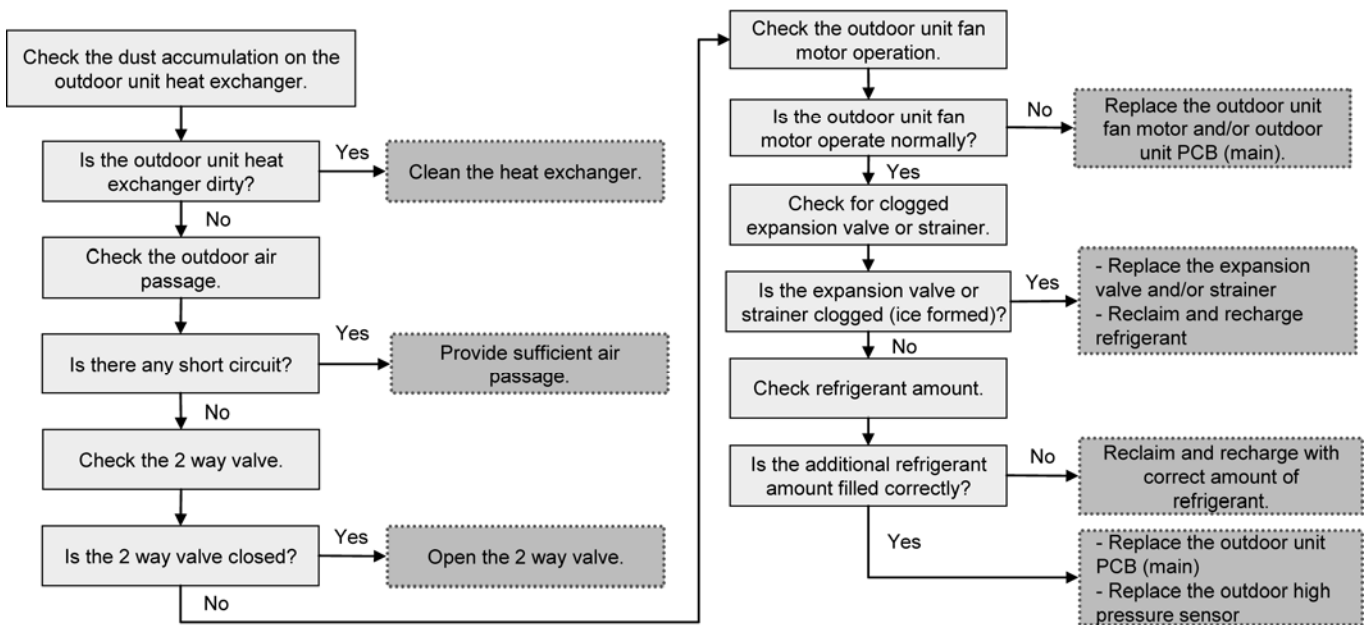 Check the dust accumulation on the
outdoor unit heat exchanger.
Is the outdoor unit heat
exchanger dirty?
Yes
Clean the heat exchanger.
No
Check the outdoor air
passage.
Is there any short circuit?
Yes
Provide sufficient air
passage.
No
Check the 2 way valve.
Is the 2 way valve closed?
Yes
Open the 2 way valve.
No
Check the outdoor unit fan
motor operation.
Is the outdoor unit fan
motor operate normally?
No
Replace the outdoor unit
fan motor and/or outdoor
unit PCB (main).
Yes
Check for clogged
expansion valve or strainer.
Is the expansion valve or
strainer clogged (ice formed)?
Yes
- Replace the expansion
valve and/or strainer
- Reclaim and recharge
refrigerant
No
Check refrigerant amount.
Is the additional refrigerant
amount filled correctly?
No
Reclaim and recharge with
correct amount of
refrigerant.
Yes
- Replace the outdoor unit
PCB (main)
- Replace the outdoor high
pressure sensor